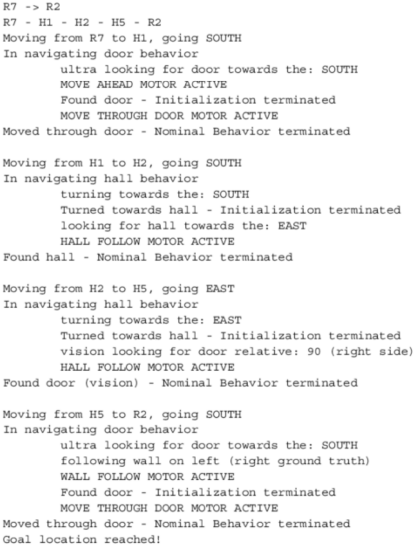 R7 -> R2
R7 - H1 - H2 - H5 - R2
Moving from R7 to H1, going SOUTH
In navigating door behavior
ultra looking for door towards the: SOUTH
MOVE AHEAD MOTOR ACTIVE
Found door - Initialization terminated
MOVE THROUGH DOOR MOTOR ACTIVE
Moved through door - Nominal Behavior terminated

Moving from H1 to H2, going SOUTH
In navigating hall behavior
turning towards the: SOUTH
Turned towards hall - Initialization terminated
looking for hall towards the: EAST
HALL FOLLOW MOTOR ACTIVE
Found hall - Nominal Behavior terminated

Moving from H2 to H5, going EAST
In navigating hall behavior
turning towards the: EAST
Turned towards hall - Initialization terminated
vision looking for door relative: 90 (right side)
HALL FOLLOW MOTOR ACTIVE
Found door (vision) - Nominal Behavior terminated

Moving from H5 to R2, going SOUTH
In navigating door behavior
ultra looking for door towards the: SOUTH
following wall on left (right ground truth)
WALL FOLLOW MOTOR ACTIVE
Found door - Initialization terminated
MOVE THROUGH DOOR MOTOR ACTIVE
Moved through door - Nominal Behavior terminated
Goal location reached!